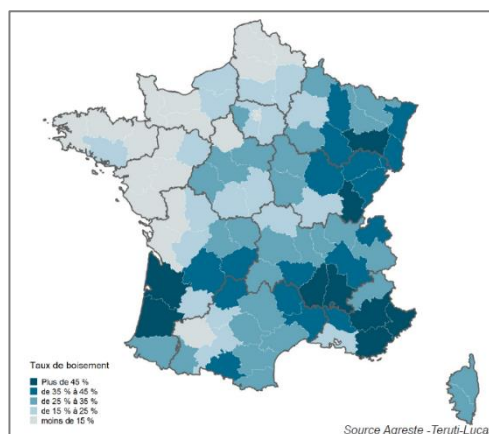 Taux de boisement
Plus de 45 %
de 35 % à 45 %
de 25 % à 35 %
de 15 % à 25 %
moins de 15 %
Source Agreste -Teruti-Lucas